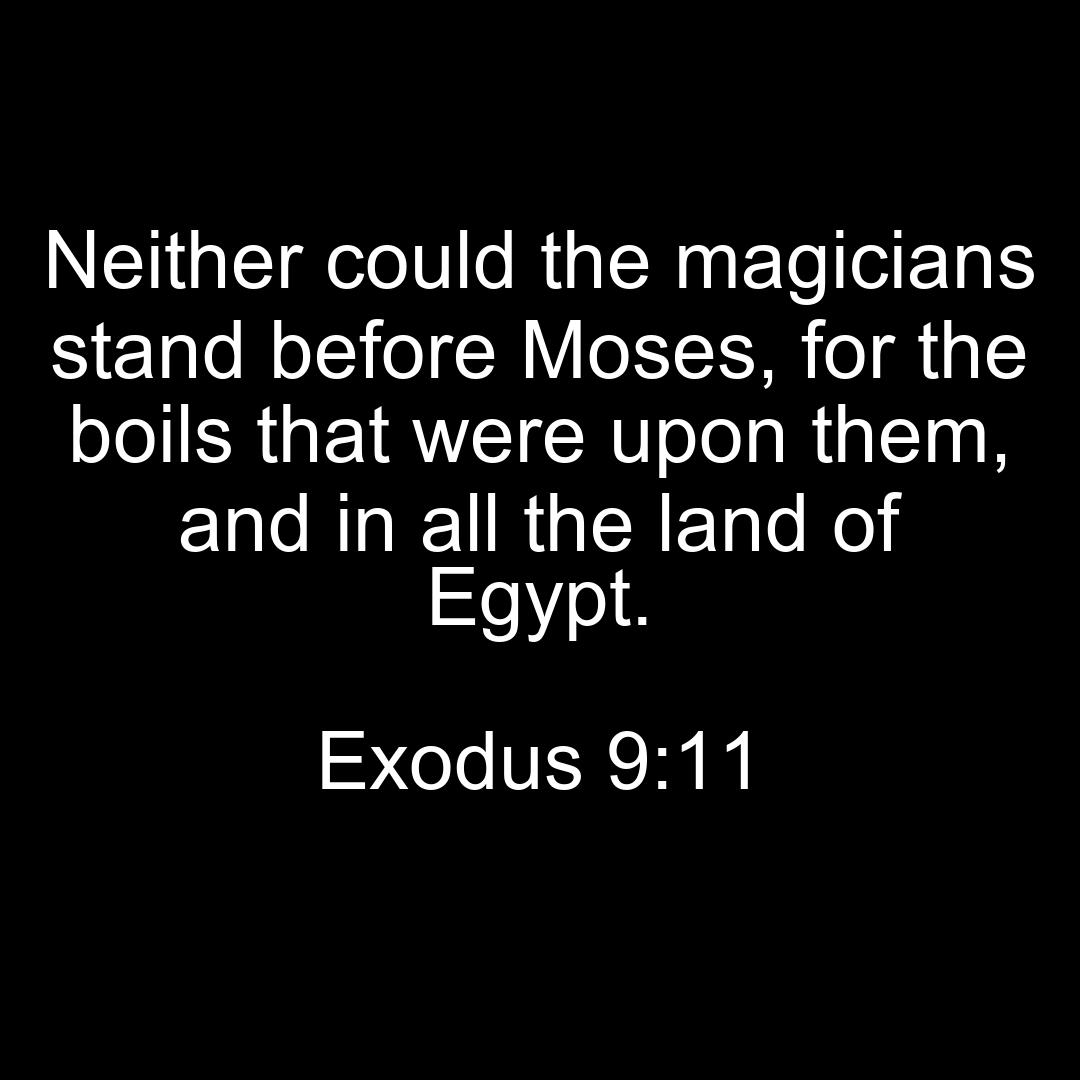 Neither could the magicians
stand before Moses, for the
boils that were upon them,
and in all the land of
Egypt.
Exodus 9:11